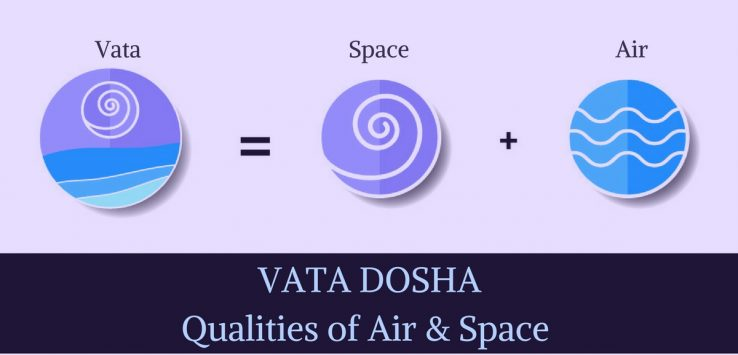 Vata
Space
Air
= +
VATA DOSHA
Qualities of Air & Space